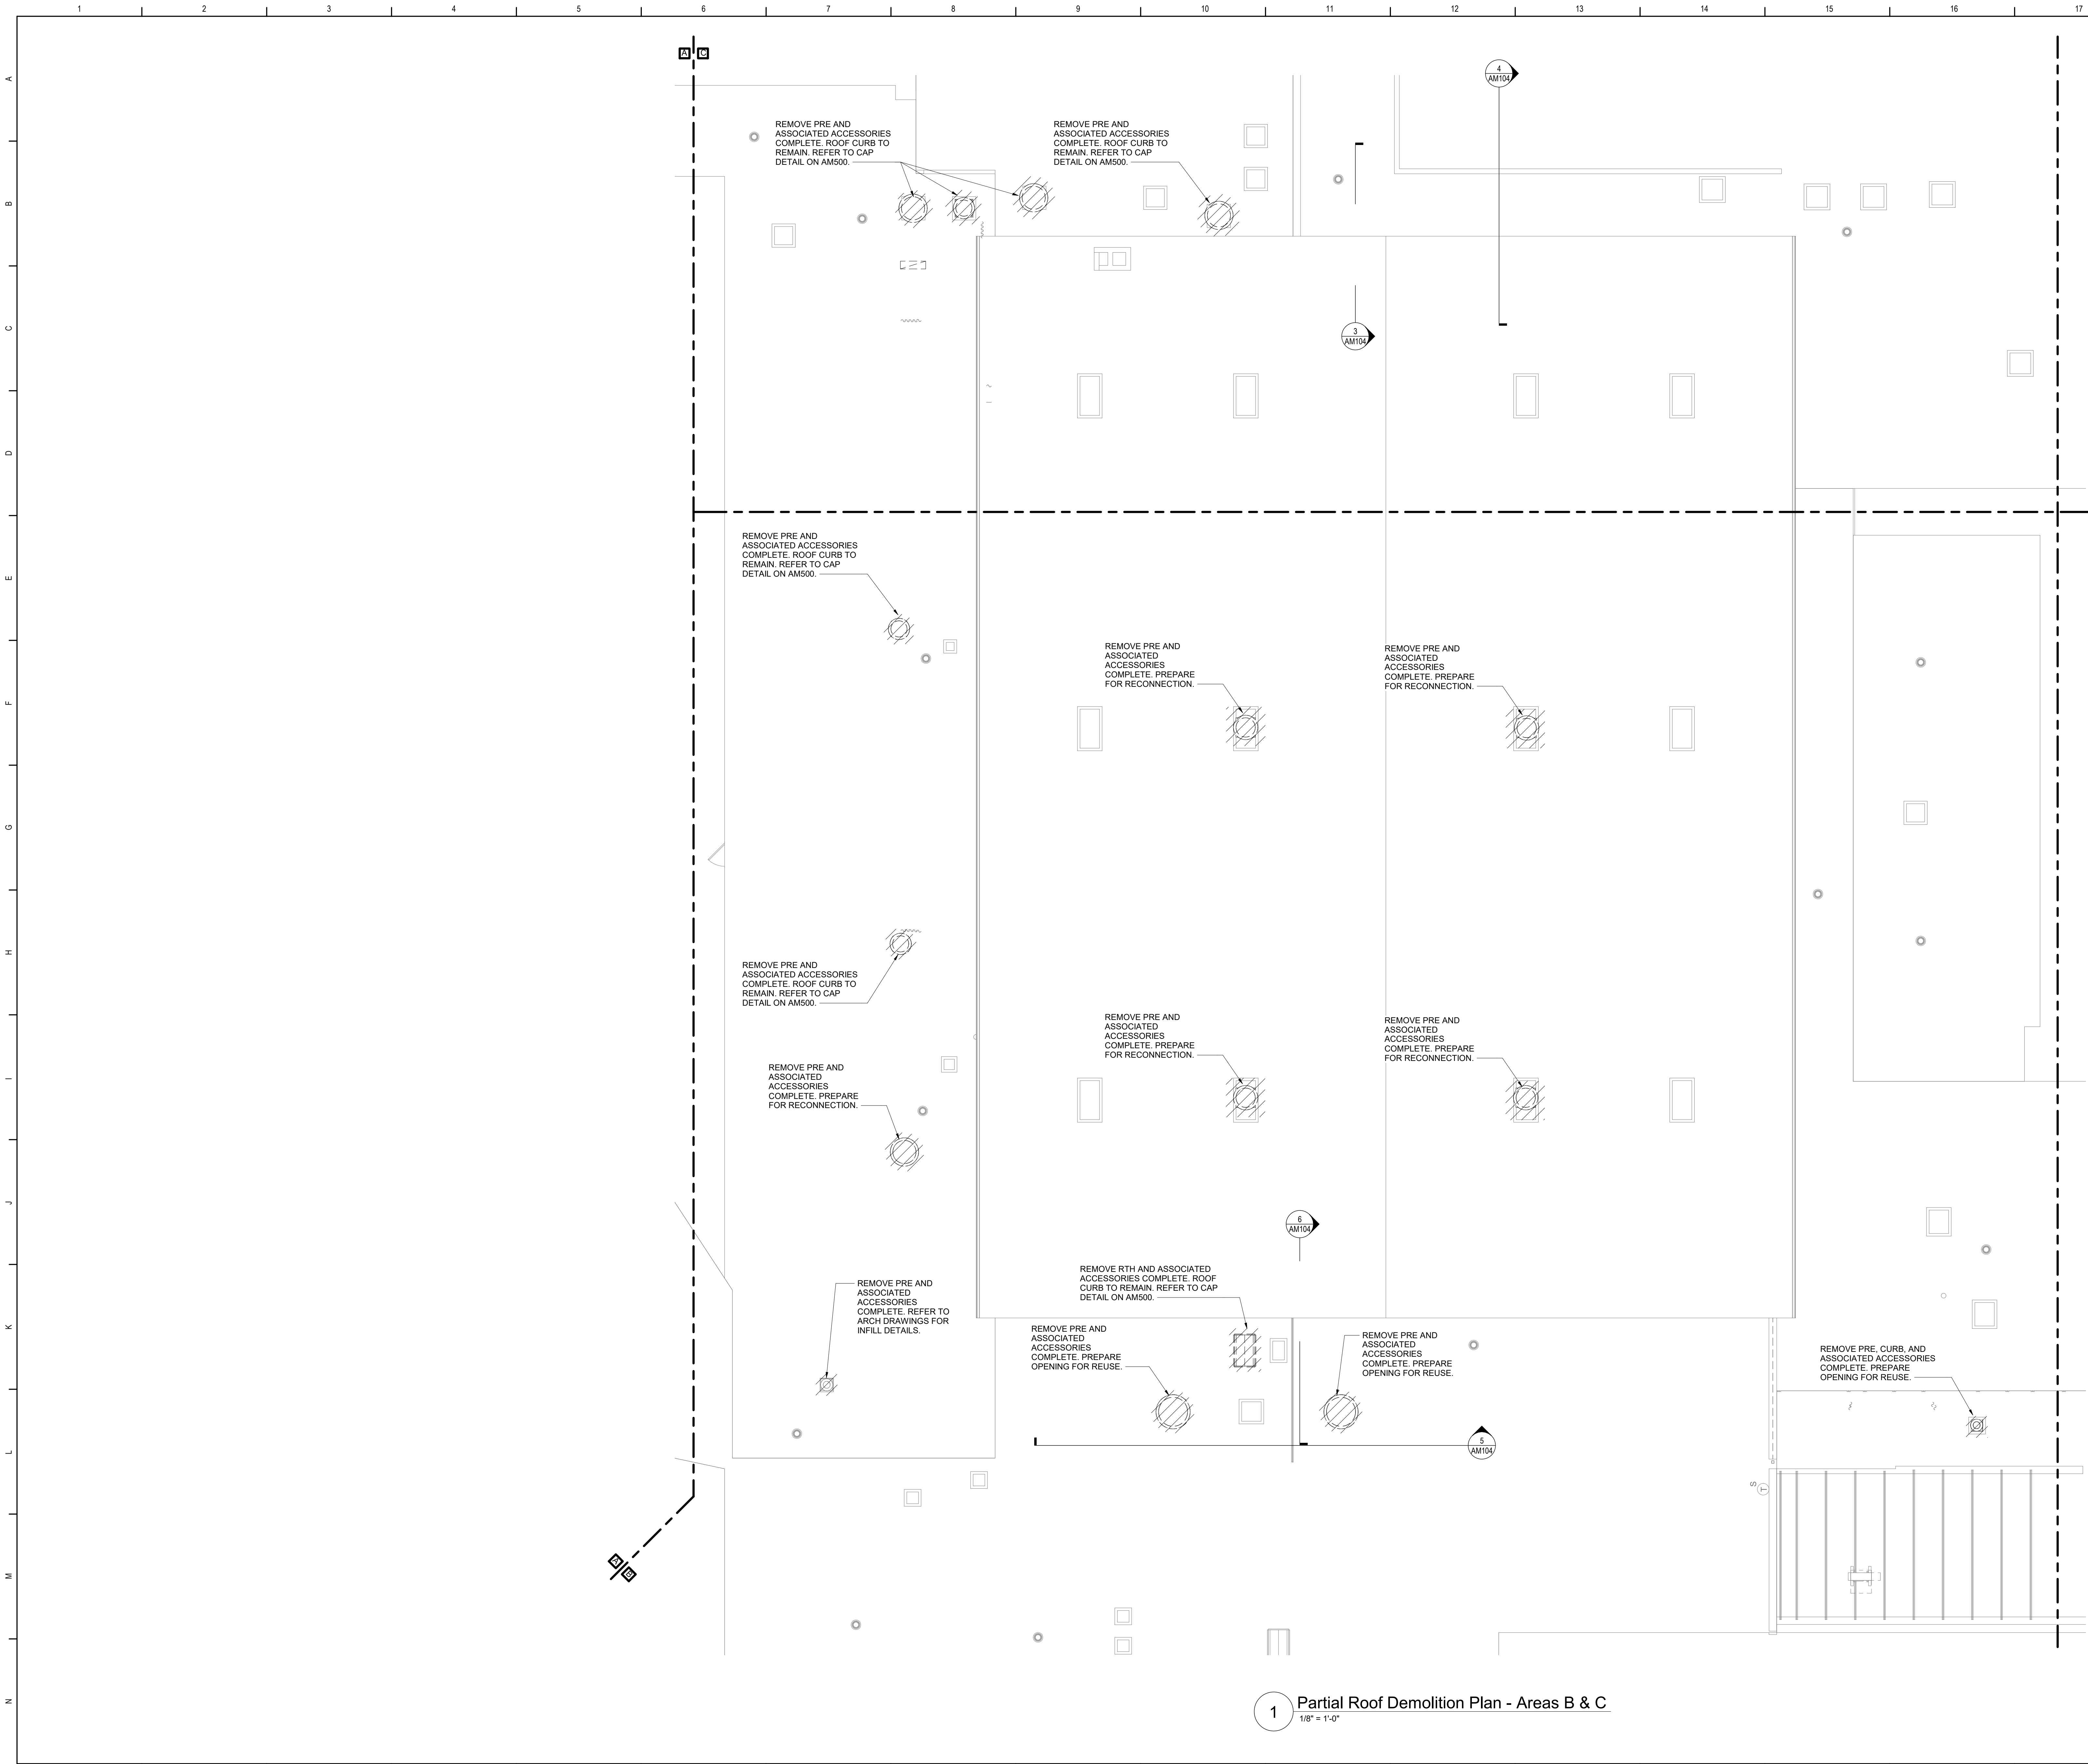 1 2 3 4 5 6 7 8 9 10 11 12 13 14 15 16 17
A
B
C
D
E
F
G
H
I
J
K
L
M
N
A C
4
AM104
REMOVE PRE AND
ASSOCIATED ACCESSORIES
COMPLETE. ROOF CURB TO
REMAIN. REFER TO CAP
DETAIL ON AM500.
REMOVE PRE AND
ASSOCIATED ACCESSORIES
COMPLETE. ROOF CURB TO
REMAIN. REFER TO CAP
DETAIL ON AM500.
3
AM104
REMOVE PRE AND
ASSOCIATED ACCESSORIES
COMPLETE. ROOF CURB TO
REMAIN. REFER TO CAP
DETAIL ON AM500.
REMOVE PRE AND
ASSOCIATED
ACCESSORIES
COMPLETE. PREPARE
FOR RECONNECTION.
REMOVE PRE AND
ASSOCIATED
ACCESSORIES
COMPLETE. PREPARE
FOR RECONNECTION.
REMOVE PRE AND
ASSOCIATED ACCESSORIES
COMPLETE. ROOF CURB TO
REMAIN. REFER TO CAP
DETAIL ON AM500.
REMOVE PRE AND
ASSOCIATED
ACCESSORIES
COMPLETE. PREPARE
FOR RECONNECTION.
REMOVE PRE AND
ASSOCIATED
ACCESSORIES
COMPLETE. PREPARE
FOR RECONNECTION.
REMOVE PRE AND
ASSOCIATED
ACCESSORIES
COMPLETE. PREPARE
FOR RECONNECTION.
6
AM104
REMOVE RTH AND ASSOCIATED
ACCESSORIES COMPLETE. ROOF
CURB TO REMAIN. REFER TO CAP
DETAIL ON AM500.
REMOVE PRE AND
ASSOCIATED
ACCESSORIES
COMPLETE. REFER TO
ARCH DRAWINGS FOR
INFILL DETAILS.
REMOVE PRE AND
ASSOCIATED
ACCESSORIES
COMPLETE. PREPARE
OPENING FOR REUSE.
REMOVE PRE AND
ASSOCIATED
ACCESSORIES
COMPLETE. PREPARE
OPENING FOR REUSE.
REMOVE PRE, CURB, AND
ASSOCIATED ACCESSORIES
COMPLETE. PREPARE
OPENING FOR REUSE.
5
AM104
S
T
A
B
1
Partial Roof Demolition Plan - Areas B & C
1/8" = 1'-0"